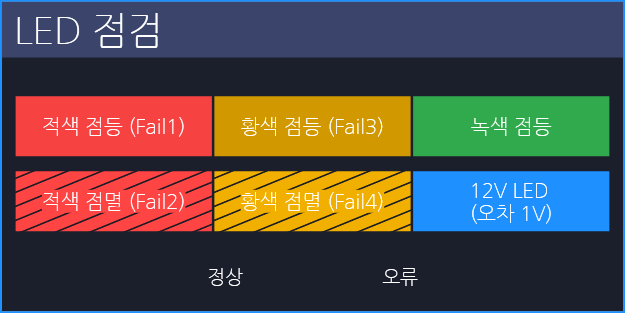 LED 점검
적색 점등 (Fail1)
황색 점등 (Fail3)
녹색 점등
적색 점멸 (Fail2)
황색 점멸 (Fail4)
12V LED
(오차 1V)
정상
오류